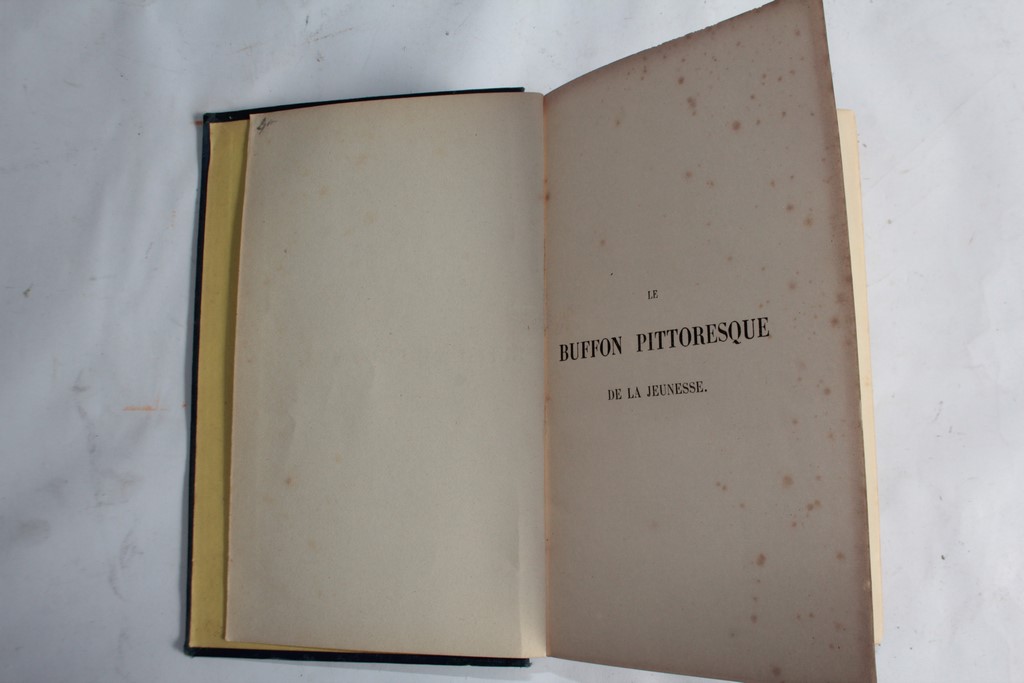 LE
BUFFON PITTORESQUE
DE LA JEUNESSE.